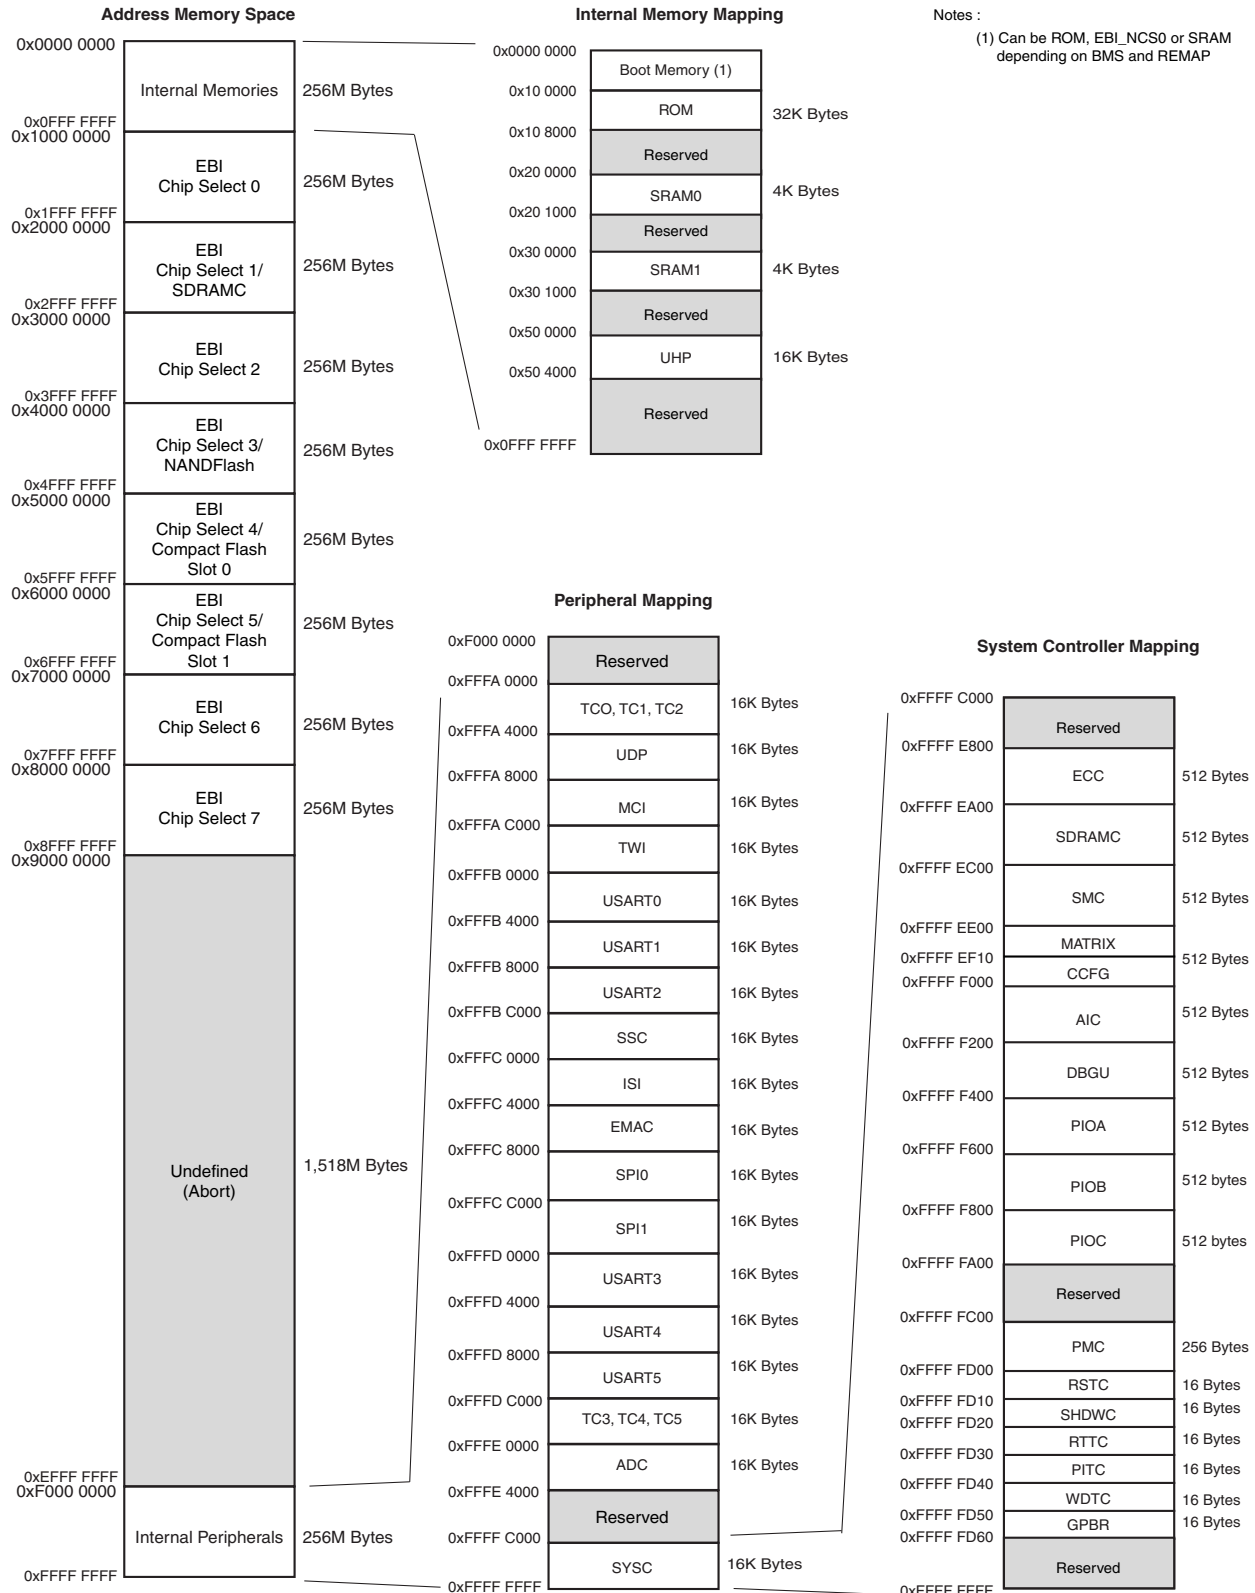 Address Memory Space
0x0000 0000
Internal Memories
256M Bytes
0x0FFF FFFF
0x1000 0000
EBI
Chip Select 0
256M Bytes
0x1FFF FFFF
0x2000 0000
EBI
Chip Select 1/
SDRAMC
256M Bytes
0x2FFF FFFF
0x3000 0000
EBI
Chip Select 2
256M Bytes
0x3FFF FFFF
0x4000 0000
EBI
Chip Select 3/
NANDFlash
256M Bytes
0x4FFF FFFF
0x5000 0000
EBI
Chip Select 4/
Compact Flash
Slot 0
256M Bytes
0x5FFF FFFF
0x6000 0000
EBI
Chip Select 5/
Compact Flash
Slot 1
256M Bytes
0x6FFF FFFF
0x7000 0000
EBI
Chip Select 6
256M Bytes
0x7FFF FFFF
0x8000 0000
EBI
Chip Select 7
256M Bytes
0x8FFF FFFF
0x9000 0000
Undefined
(Abort)
1,518M Bytes
0xEFFF FFFF
0xF000 0000
Internal Peripherals
256M Bytes
0xFFFF FFFF
Internal Memory Mapping
0x0000 0000
Boot Memory (1)
0x10 0000
ROM
32K Bytes
0x10 8000
Reserved
0x20 0000
SRAM0
4K Bytes
0x20 1000
Reserved
0x30 0000
SRAM1
4K Bytes
0x30 1000
Reserved
0x50 0000
UHP
16K Bytes
0x50 4000
Reserved
0x0FFF FFFF
Notes :
(1) Can be ROM, EBI_NCS0 or SRAM
depending on BMS and REMAP
Peripheral Mapping
0xF000 0000
Reserved
0xFFFA 0000
TCO, TC1, TC2
16K Bytes
0xFFFA 4000
UDP
16K Bytes
0xFFFA 8000
MCI
16K Bytes
0xFFFA C000
TWI
16K Bytes
0xFFFB 0000
USART0
16K Bytes
0xFFFB 4000
USART1
16K Bytes
0xFFFB 8000
USART2
16K Bytes
0xFFFB C000
SSC
16K Bytes
0xFFFC 0000
ISI
16K Bytes
0xFFFC 4000
EMAC
16K Bytes
0xFFFC 8000
SPI0
16K Bytes
0xFFFC C000
SPI1
16K Bytes
0xFFFD 0000
USART3
16K Bytes
0xFFFD 4000
USART4
16K Bytes
0xFFFD 8000
USART5
16K Bytes
0xFFFD C000
TC3, TC4, TC5
16K Bytes
0xFFFE 0000
ADC
16K Bytes
0xFFFE 4000
Reserved
0xFFFF C000
SYSC
16K Bytes
0xFFFF FFFF
System Controller Mapping
0xFFFF C000
Reserved
0xFFFF E800
ECC
512 Bytes
0xFFFF EA00
SDRAMC
512 Bytes
0xFFFF EC00
SMC
512 Bytes
0xFFFF EE00
MATRIX
0xFFFF EF10
512 Bytes
CCFG
0xFFFF F000
AIC
512 Bytes
0xFFFF F200
DBGU
512 Bytes
0xFFFF F400
PIOA
512 Bytes
0xFFFF F600
PIOB
512 bytes
0xFFFF F800
PIOC
512 bytes
0xFFFF FA00
Reserved
0xFFFF FC00
PMC
256 Bytes
0xFFFF FD00
RSTC
16 Bytes
0xFFFF FD10
SHDWC
16 Bytes
0xFFFF FD20
RTTC
16 Bytes
0xFFFF FD30
PITC
16 Bytes
0xFFFF FD40
WDTC
16 Bytes
0xFFFF FD50
GPBR
16 Bytes
0xFFFF FD60
Reserved
0xFFFF FFFF